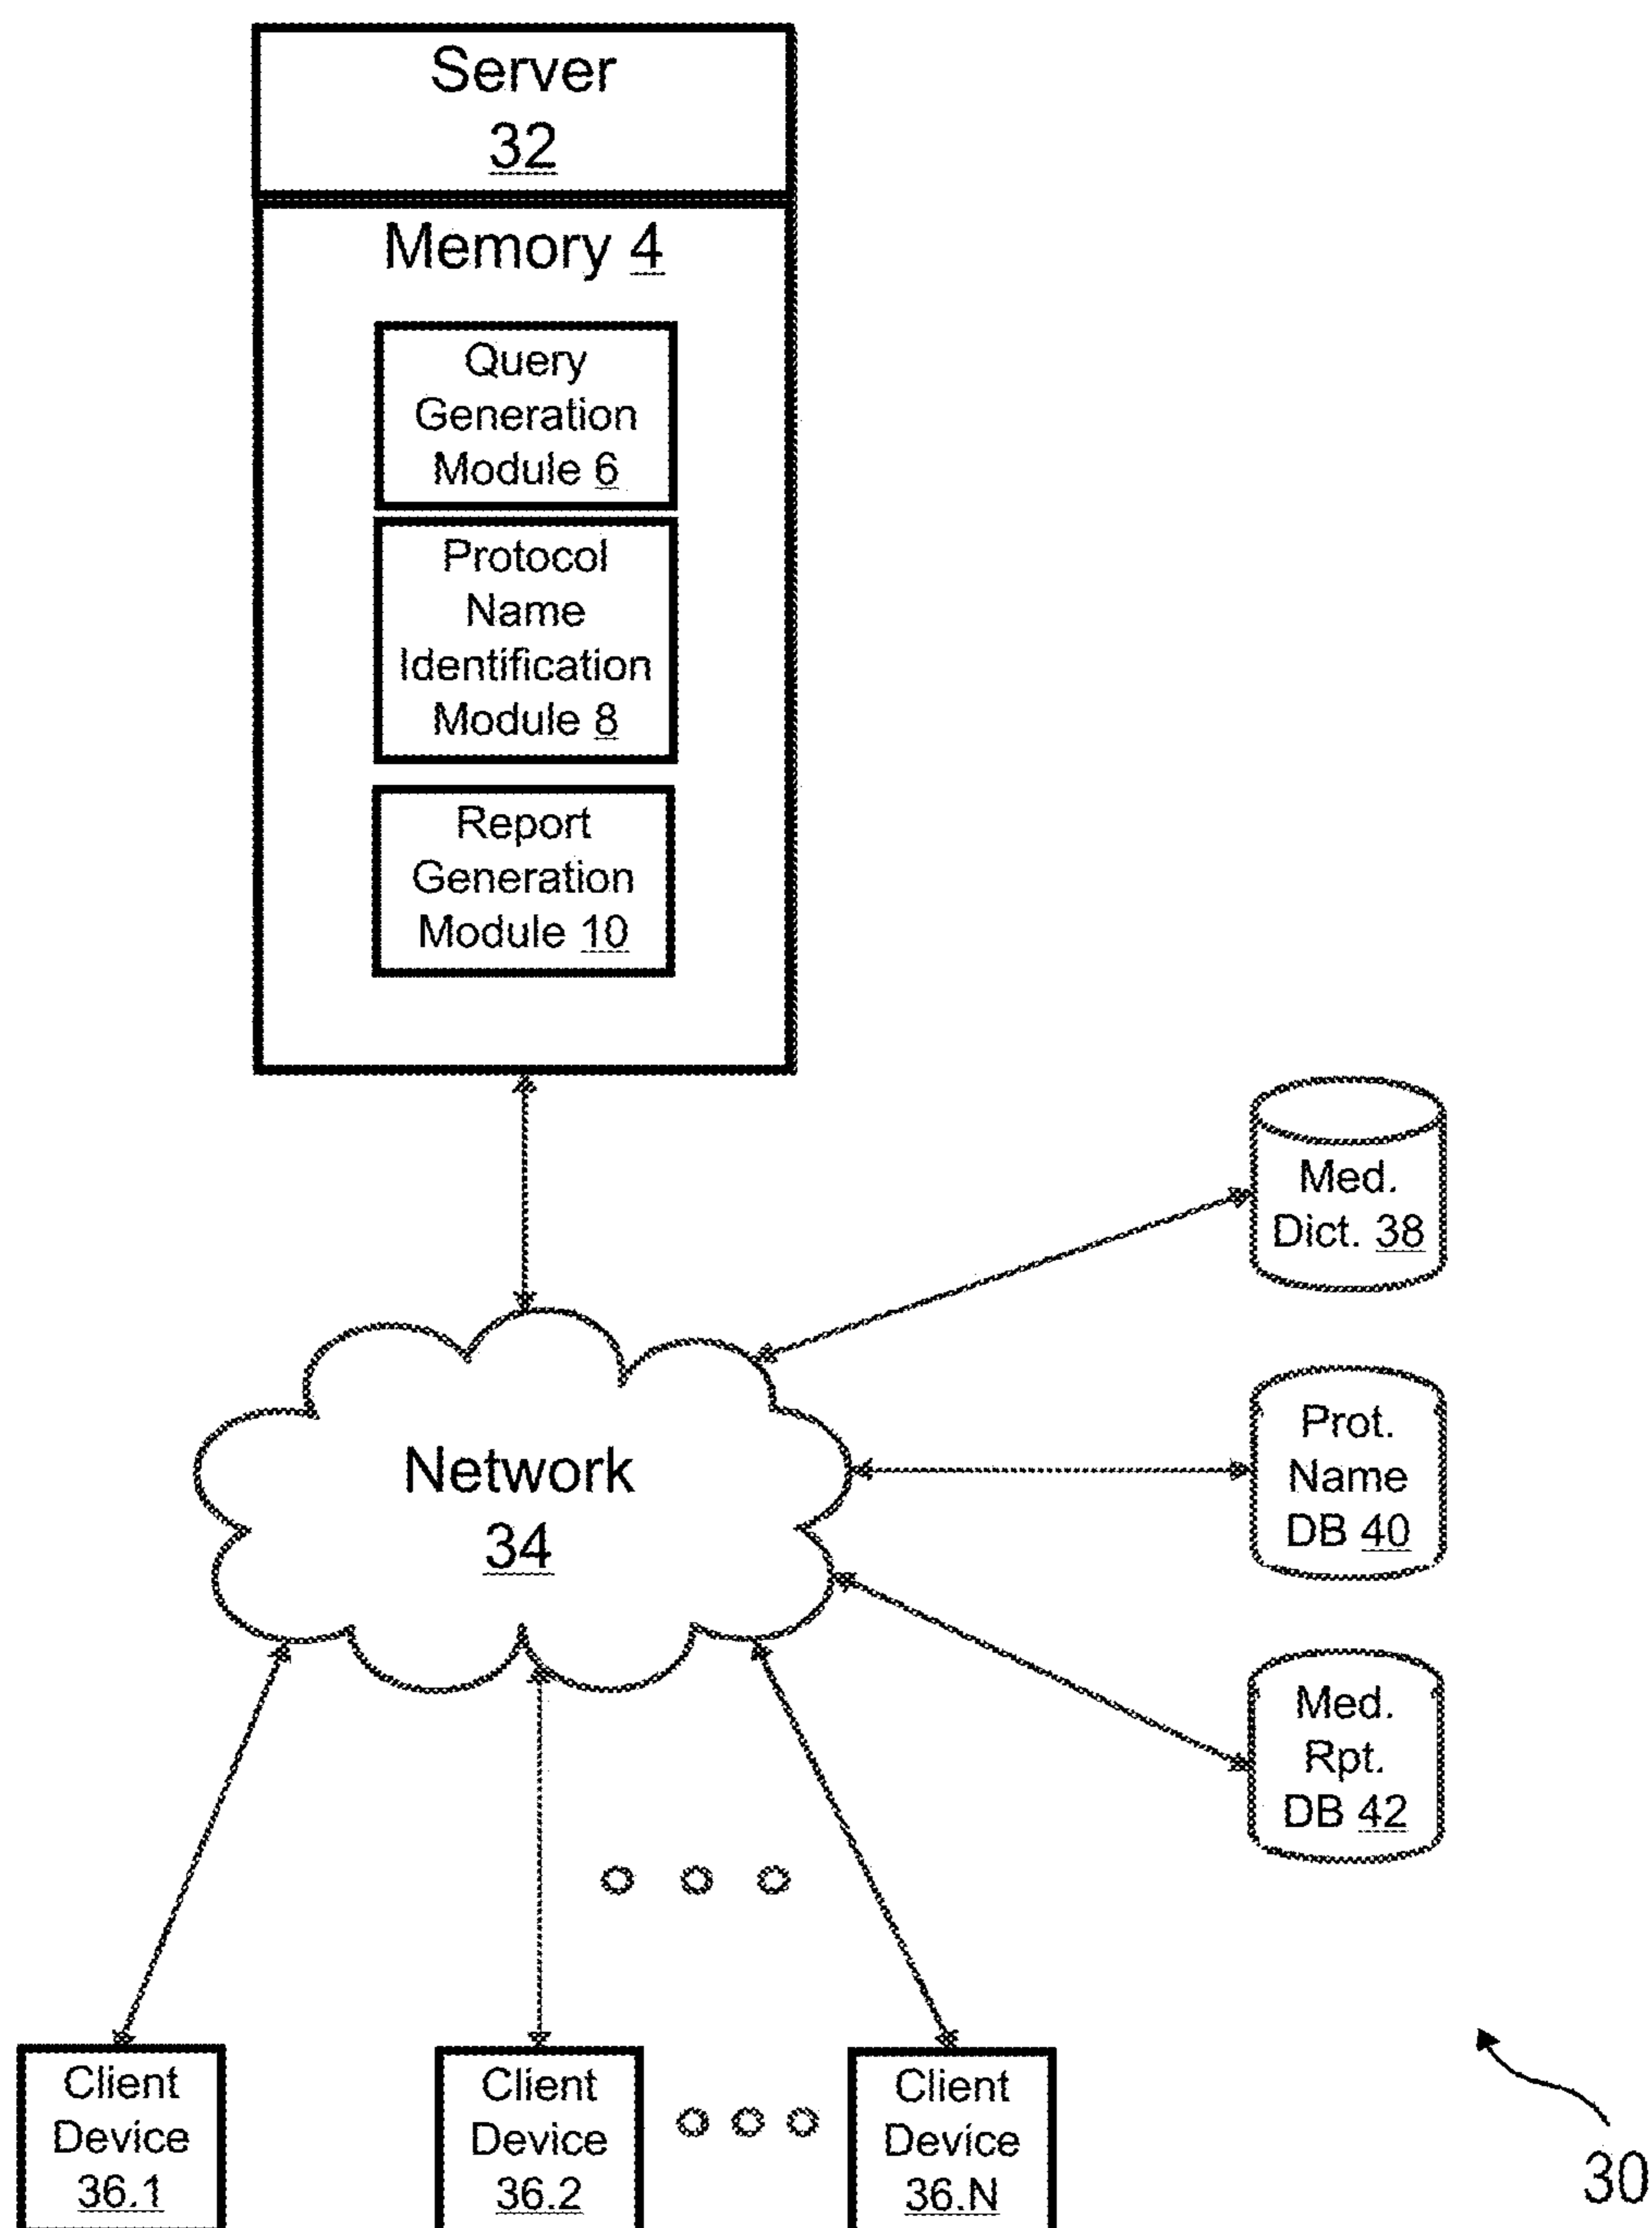 Server
32
Memory 4
Query
Generation
Module 6
Protocol
Name
Identification
Module 8
Report
Generation
Module 10
Med.
Dict. 38
Network
34
Prot.
Name
DB 40
Med.
Rpt.
DB 42
Client
Device
36.1
Client
Device
36.2
Client
Device
36.N
30